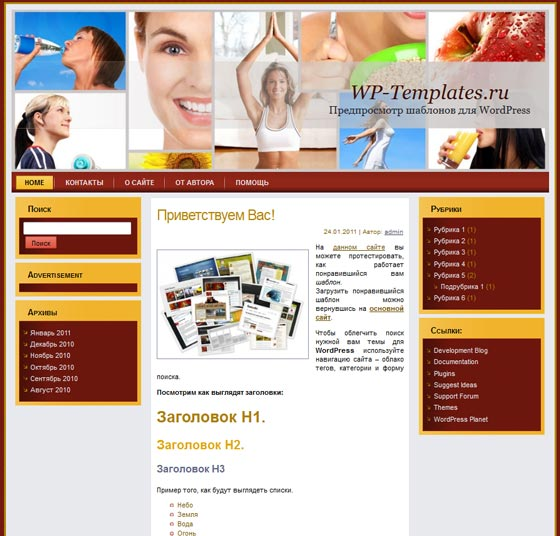 WP-Templates.ru
Предпросмотр шаблонов для WordPress
HOME
КОНТАКТЫ
О САЙТЕ
ОТ АВТОРА
ПОМОЩЬ
Поиск
Поиск
Advertisement
Архивы
Январь 2011
Декабрь 2010
Ноябрь 2010
Октябрь 2010
Сентябрь 2010
Август 2010
Приветствуем Вас!
24.01.2011 | Автор: admin
На данном сайте вы
можете протестировать,
как работает
понравившийся вам
шаблон.
Загрузить понравившийся
шаблон можно
вернувшись на основной
сайт.
Чтобы облегчить поиск
нужной вам темы для
WordPress используйте
навигацию сайта – облако
тегов, категории и форму
поиска.
Посмотрим как выглядят заголовки:
Заголовок H1.
Заголовок H2.
Заголовок H3
Пример того, как будут выглядеть списки.
Небо
Земля
Вода
Огонь
Рубрики
Рубрика 1 (1)
Рубрика 2 (1)
Рубрика 3 (1)
Рубрика 4 (1)
Рубрика 5 (2)
Подрубрика 1 (1)
Рубрика 6 (1)
Ссылки:
Development Blog
Documentation
Plugins
Suggest Ideas
Support Forum
Themes
WordPress Planet